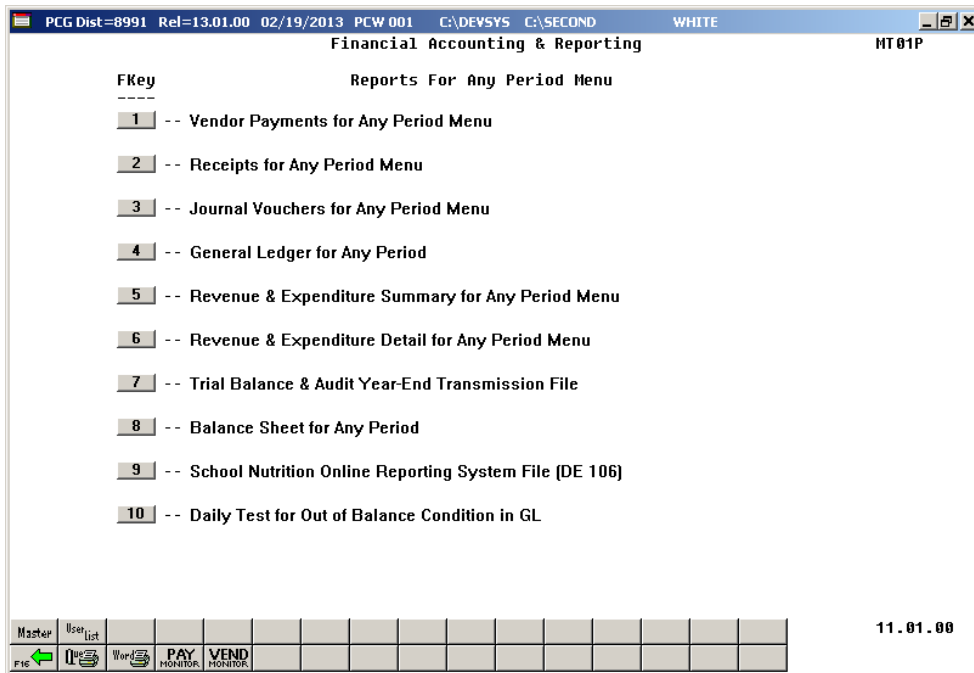 PCG Dist=8991 Rel=13.01.00 02/19/2013 PCW 001 C:\DEVSYS C:\SECOND WHITE
Financial Accounting & Reporting MT01P
FKey Reports For Any Period Menu
----
1 -- Vendor Payments for Any Period Menu
2 -- Receipts for Any Period Menu
3 -- Journal Vouchers for Any Period Menu
4 -- General Ledger for Any Period
5 -- Revenue & Expenditure Summary for Any Period Menu
6 -- Revenue & Expenditure Detail for Any Period Menu
7 -- Trial Balance & Audit Year-End Transmission File
8 -- Balance Sheet for Any Period
9 -- School Nutrition Online Reporting System File (DE 106)
10 -- Daily Test for Out of Balance Condition in GL
Master User List 11.01.00
F16 Que Word PAY MONITOR VEND MONITOR